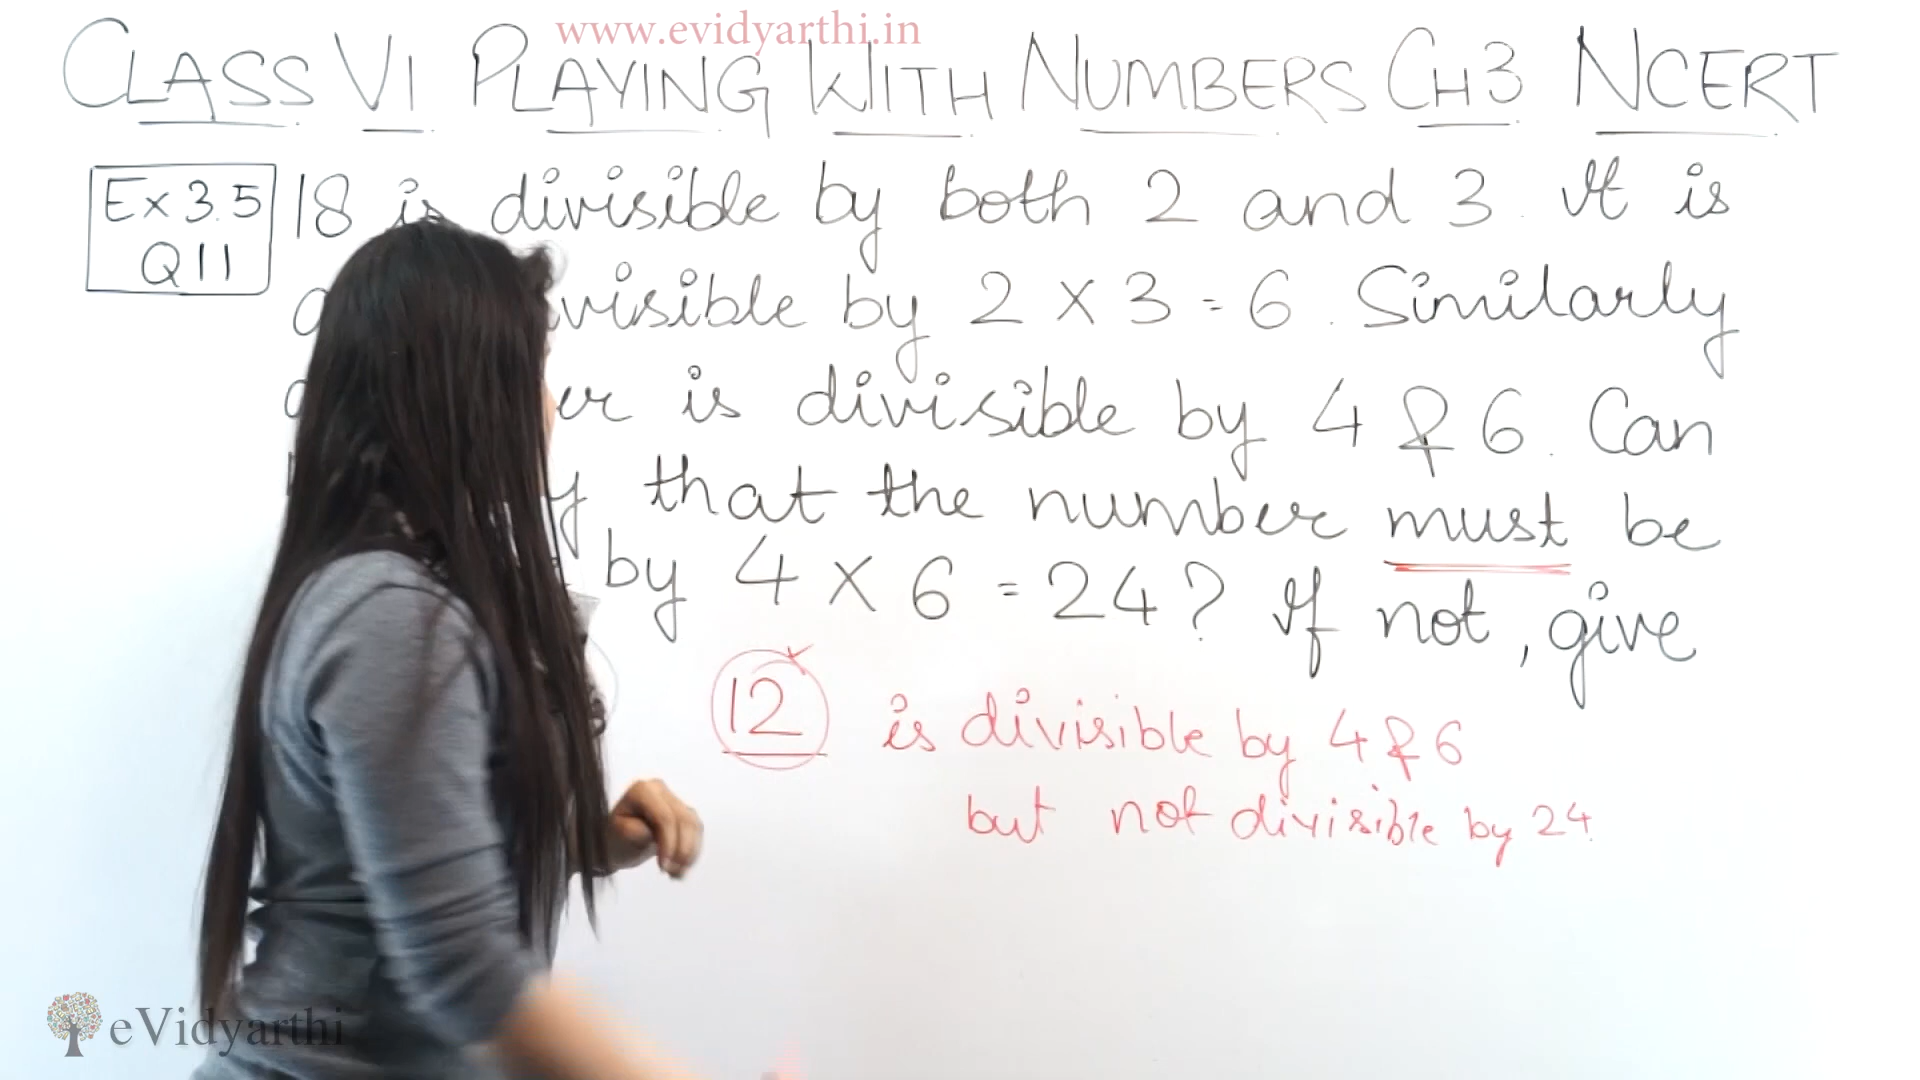 www.evidyarthi.in
CLASS VI PLAYING WITH NUMBERS CH 3 NCERT
Ex 3.5
Q 11
18 is divisible by both 2 and 3. It is
by 2 × 3 = 6. Similarly
is divisible by 4 & 6. Can
that the number must be
by 4 × 6 = 24? If not, give
12 is divisible by 4 & 6
but not divisible by 24.
eVidyarthi